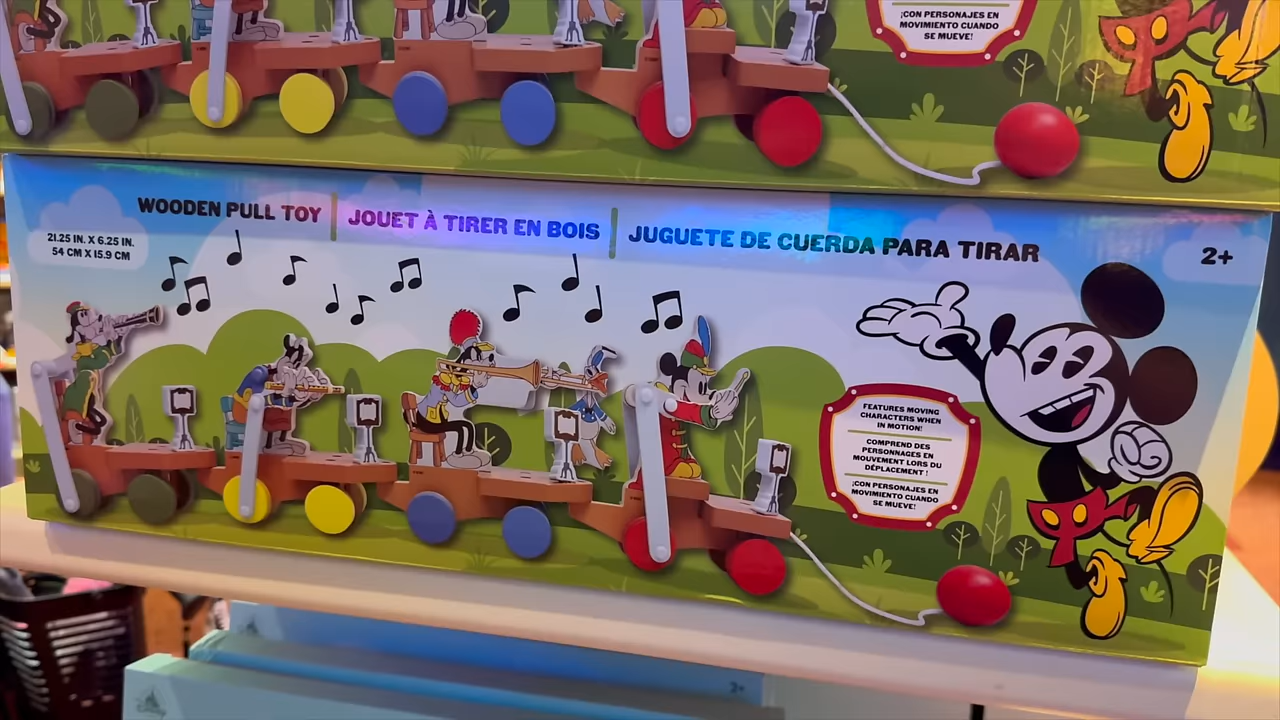 ¡CON PERSONAJES EN
MOVIMIENTO CUANDO
SE MUEVE!
WOODEN PULL TOY
JOUET À TIRER EN BOIS
JUGUETE DE CUERDA PARA TIRAR
2+
21.25 IN. X 6.25 IN.
54 CM X 15.9 CM
FEATURES MOVING
CHARACTERS WHEN
IN MOTION!
COMPREND DES
PERSONNAGES EN
MOUVEMENT LORS DU
DÉPLACEMENT !
¡CON PERSONAJES EN
MOVIMIENTO CUANDO
SE MUEVE!
2+